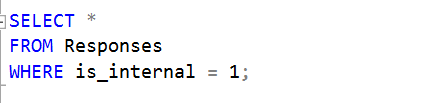 SELECT *
FROM Responses
WHERE is_internal = 1;